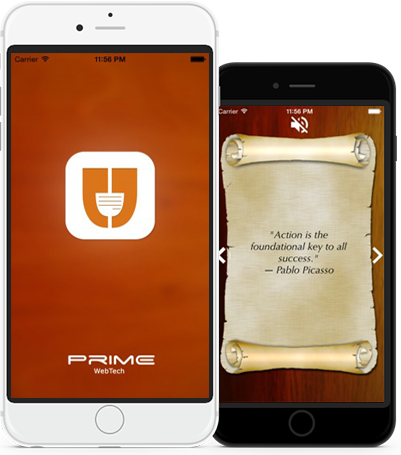 Carrier 11:56 PM
PRIME
WebTech
Carrier 11:56 PM
"Action is the
foundational key to all
success."
— Pablo Picasso